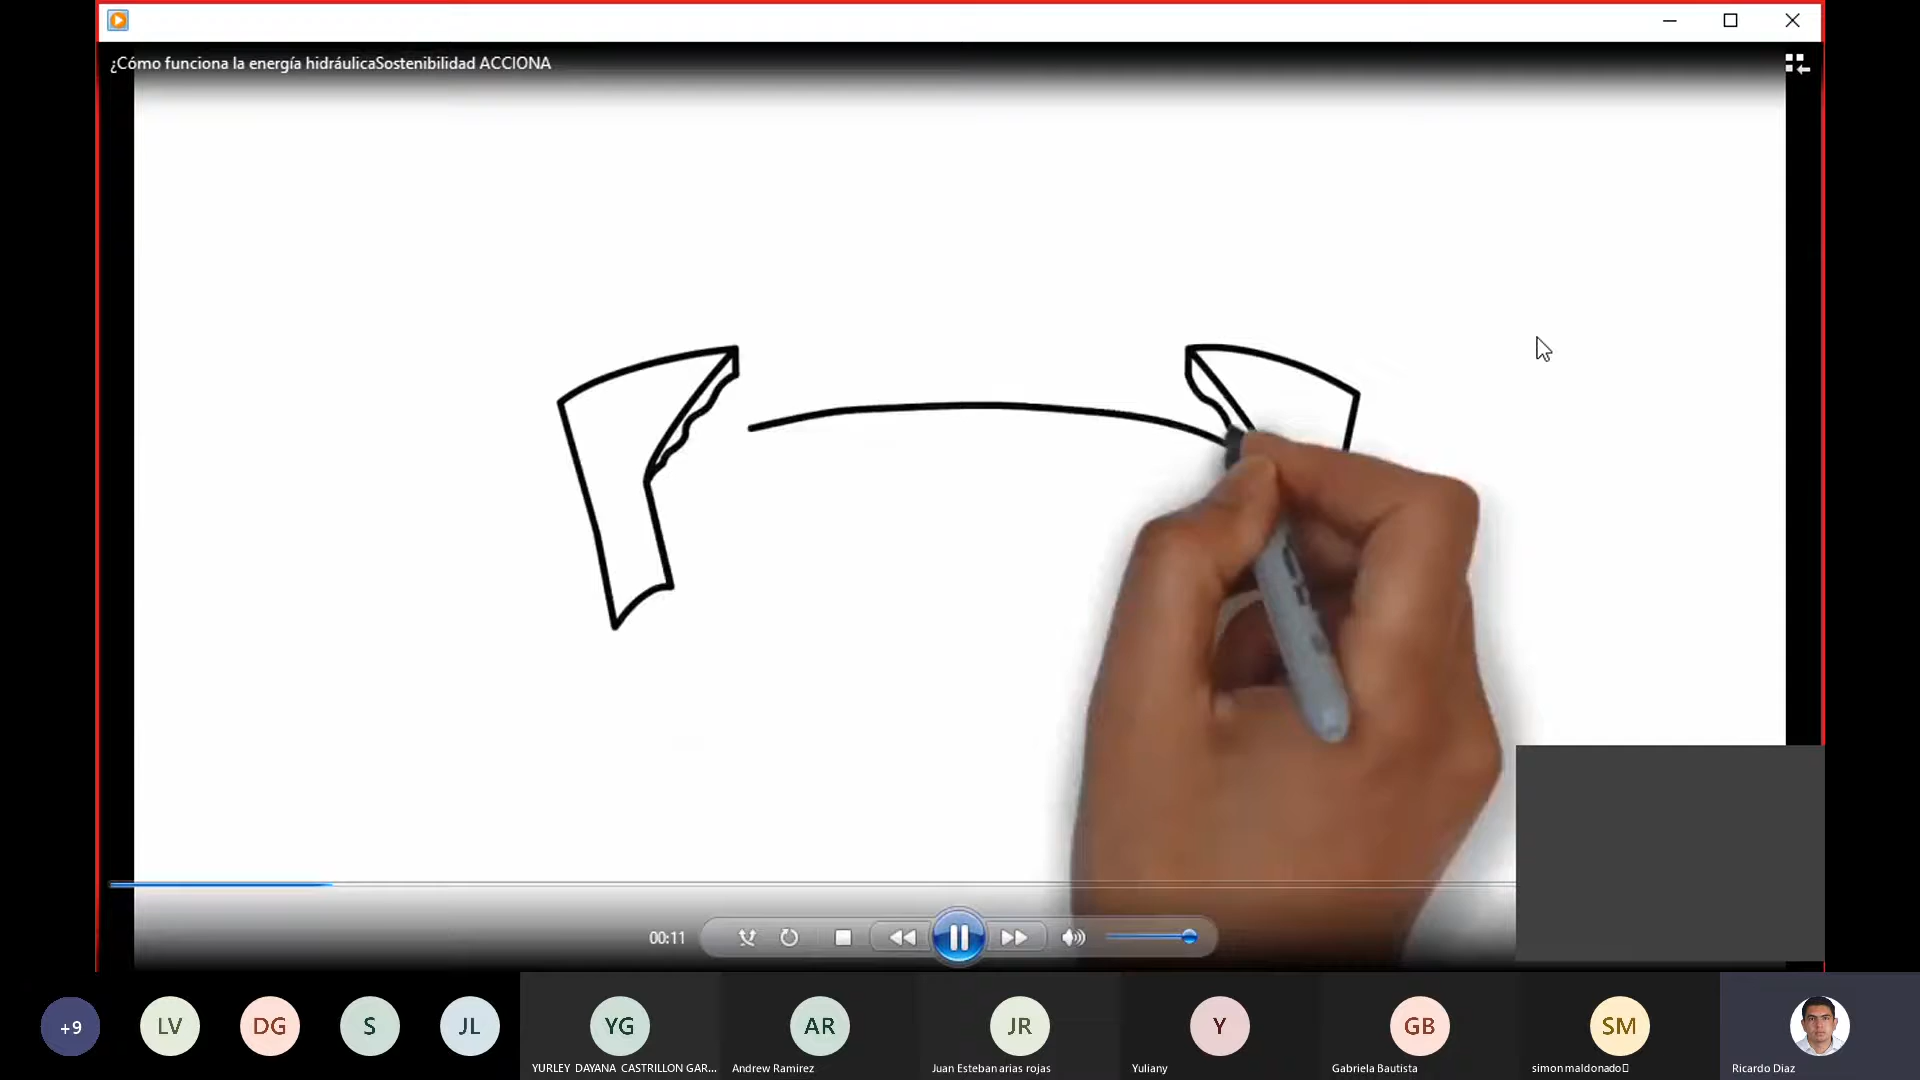 ¿Cómo funciona la energía hidráulicaSostenibilidad ACCIONA
00:11
+9
LV
DG
S
JL
YG
AR
JR
Y
GB
SM
YURLEY DAYANA CASTRILLON GAR...
Andrew Ramirez
Juan Esteban arias rojas
Yuliany
Gabriela Bautista
simon maldonado
Ricardo Diaz